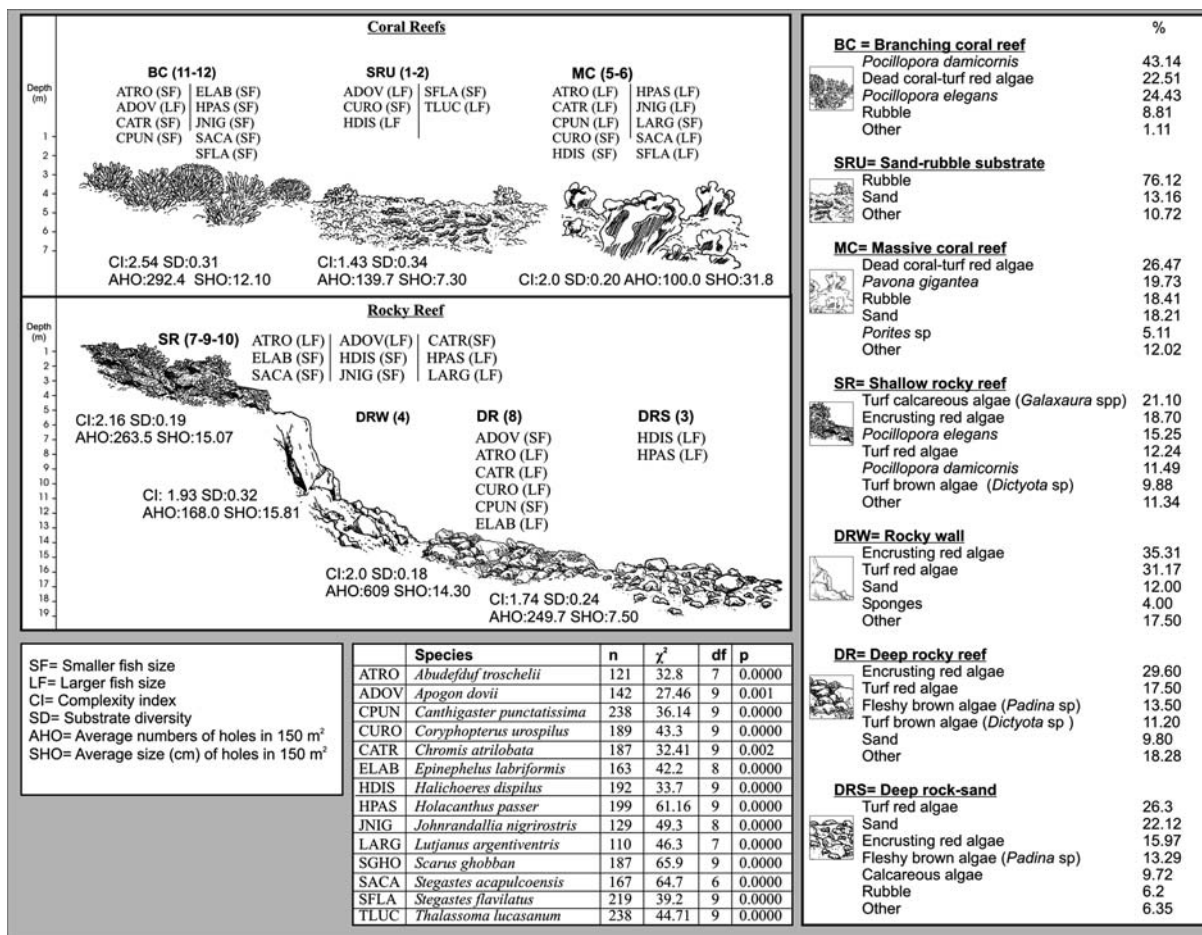 Coral Reefs
Depth
(m)
1
2
3
4
5
6
7
BC (11-12)
ATRO (SF) ELAB (SF)
ADOV (LF) HPAS (SF)
CATR (SF) JNIG (SF)
CPUN (SF) SACA (SF)
SFLA (SF)
SRU (1-2)
ADOV (LF) SFLA (SF)
CURO (SF) TLUC (LF)
HDIS (LF
MC (5-6)
ATRO (LF) HPAS (LF)
CATR (LF) JNIG (LF)
CPUN (LF) LARG (SF)
CURO (SF) SACA (LF)
HDIS (SF) SFLA (LF)
CI:2.54 SD:0.31
AHO:292.4 SHO:12.10
CI:1.43 SD:0.34
AHO:139.7 SHO:7.30
CI:2.0 SD:0.20 AHO:100.0 SHO:31.8
Rocky Reef
Depth
(m)
1
2
3
4
5
6
7
8
9
10
11
12
13
14
15
16
17
18
19
SR (7-9-10)
ATRO (LF) ADOV(LF) CATR(SF)
ELAB (SF) HDIS (SF) HPAS (LF)
SACA (SF) JNIG (SF) LARG (LF)
CI:2.16 SD:0.19
AHO:263.5 SHO:15.07
DRW (4)
CI: 1.93 SD:0.32
AHO:168.0 SHO:15.81
DR (8)
ADOV (SF)
ATRO (LF)
CATR (LF)
CURO (LF)
CPUN (SF)
ELAB (LF)
CI:2.0 SD:0.18
AHO:609 SHO:14.30
DRS (3)
HDIS (LF)
HPAS (LF)
CI:1.74 SD:0.24
AHO:249.7 SHO:7.50
SF= Smaller fish size
LF= Larger fish size
CI= Complexity index
SD= Substrate diversity
AHO= Average numbers of holes in 150 m²
SHO= Average size (cm) of holes in 150 m²
Species n χ² df p
ATRO Abudefduf troschelii 121 32.8 7 0.0000
ADOV Apogon dovii 142 27.46 9 0.001
CPUN Canthigaster punctatissima 238 36.14 9 0.0000
CURO Coryphopterus urospilus 189 43.3 9 0.0000
CATR Chromis atrilobata 187 32.41 9 0.002
ELAB Epinephelus labriformis 163 42.2 8 0.0000
HDIS Halichoeres dispilus 192 33.7 9 0.0000
HPAS Holacanthus passer 199 61.16 9 0.0000
JNIG Johnrandallia nigrirostris 129 49.3 8 0.0000
LARG Lutjanus argentiventris 110 46.3 7 0.0000
SGHO Scarus ghobban 187 65.9 9 0.0000
SACA Stegastes acapulcoensis 167 64.7 6 0.0000
SFLA Stegastes flavilatus 219 39.2 9 0.0000
TLUC Thalassoma lucasanum 238 44.71 9 0.0000
%
BC = Branching coral reef
Pocillopora damicornis 43.14
Dead coral-turf red algae 22.51
Pocillopora elegans 24.43
Rubble 8.81
Other 1.11
SRU= Sand-rubble substrate
Rubble 76.12
Sand 13.16
Other 10.72
MC= Massive coral reef
Dead coral-turf red algae 26.47
Pavona gigantea 19.73
Rubble 18.41
Sand 18.21
Porites sp 5.11
Other 12.02
SR= Shallow rocky reef
Turf calcareous algae (Galaxaura spp) 21.10
Encrusting red algae 18.70
Pocillopora elegans 15.25
Turf red algae 12.24
Pocillopora damicornis 11.49
Turf brown algae (Dictyota sp) 9.88
Other 11.34
DRW= Rocky wall
Encrusting red algae 35.31
Turf red algae 31.17
Sand 12.00
Sponges 4.00
Other 17.50
DR= Deep rocky reef
Encrusting red algae 29.60
Turf red algae 17.50
Fleshy brown algae (Padina sp) 13.50
Turf brown algae (Dictyota sp ) 11.20
Sand 9.80
Other 18.28
DRS= Deep rock-sand
Turf red algae 26.3
Sand 22.12
Encrusting red algae 15.97
Fleshy brown algae (Padina sp) 13.29
Calcareous algae 9.72
Rubble 6.2
Other 6.35